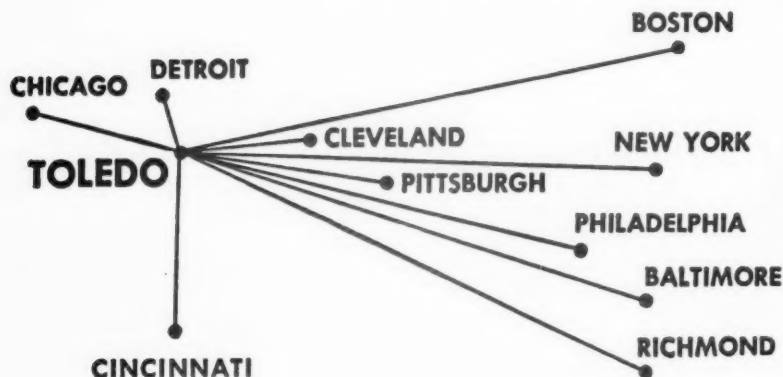 BOSTON
DETROIT
CHICAGO
CLEVELAND
NEW YORK
TOLEDO
PITTSBURGH
PHILADELPHIA
BALTIMORE
RICHMOND
CINCINNATI